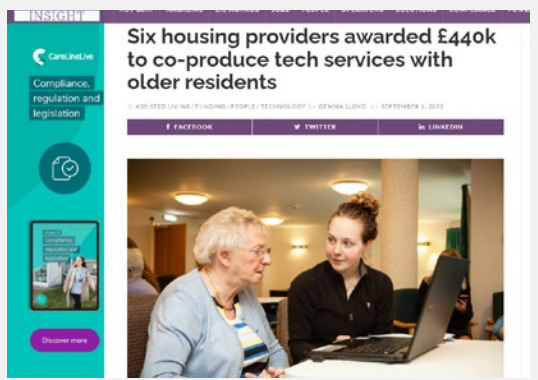 INSIGHT
CareLineLive
Compliance,
regulation and
legislation
Discover more
Six housing providers awarded £440k
to co-produce tech services with
older residents
ASSISTED LIVING / FUNDING / PEOPLE / TECHNOLOGY by GEMMA LLOYD on SEPTEMBER 6, 2022
FACEBOOK
TWITTER
LINKEDIN